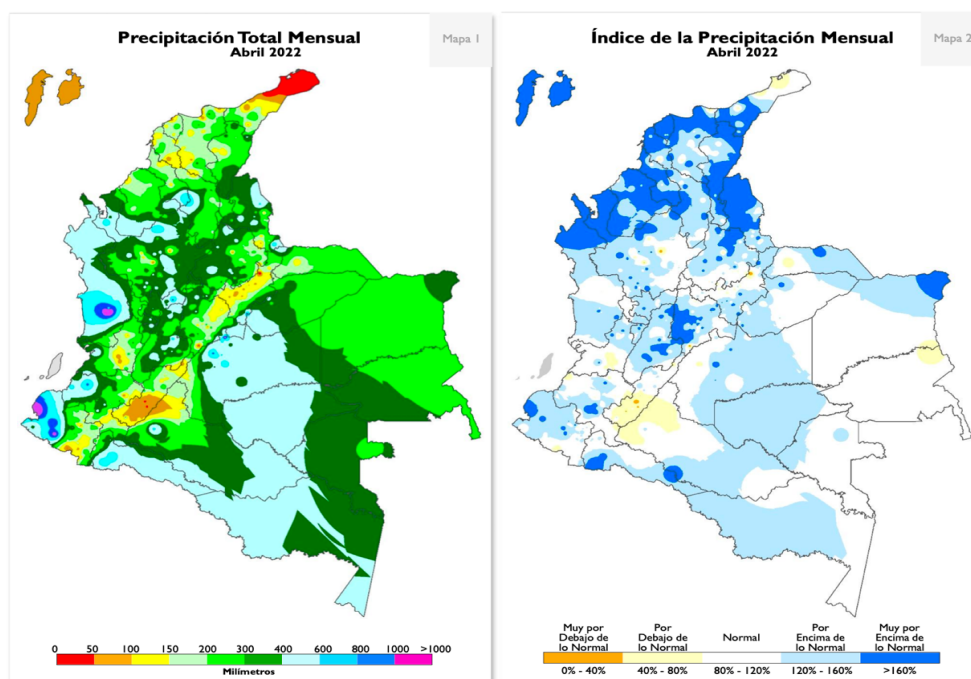 Precipitación Total Mensual
Abril 2022
Mapa 1
0 50 100 150 200 300 400 600 800 1000 >1000
Milímetros
Índice de la Precipitación Mensual
Abril 2022
Mapa 2
Muy por Debajo de lo Normal
Por Debajo de lo Normal
Normal
Por Encima de lo Normal
Muy por Encima de lo Normal
0% - 40% 40% - 80% 80% - 120% 120% - 160% >160%